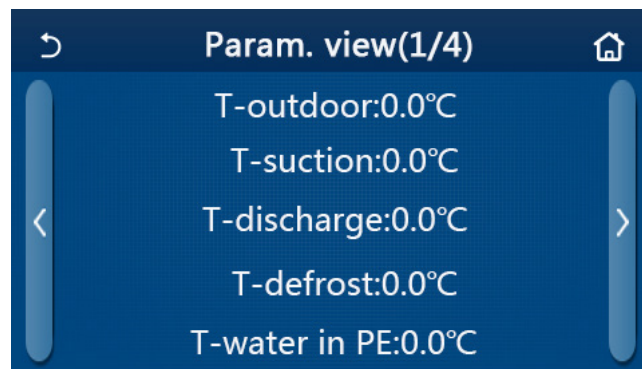 Param. view(1/4)
T-outdoor:0.0℃
T-suction:0.0℃
T-discharge:0.0℃
T-defrost:0.0℃
T-water in PE:0.0℃